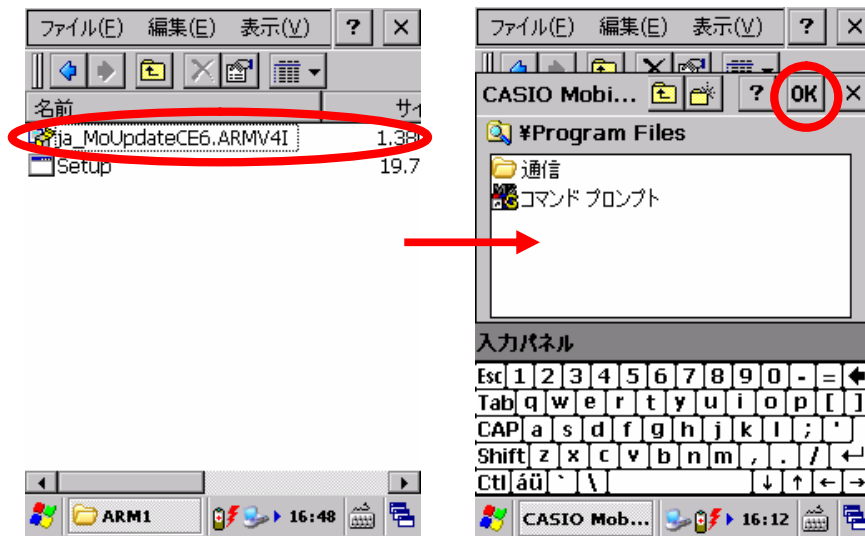 ファイル(F) 編集(E) 表示(V) ? ×
名前 サイ
ja_MoUpdateCE6.ARMV4I 1.38
Setup 19.7
ARM1 16:48
ファイル(F) 編集(E) 表示(V) ? ×
CASIO Mobi... ? OK ×
¥Program Files
通信
コマンド プロンプト
入力パネル
Esc 1 2 3 4 5 6 7 8 9 0 - =
Tab q w e r t y u i o p [ ]
CAP a s d f g h j k l ; '
Shift z x c v b n m , . /
Ctl áü ` \ ↓ ↑ ← →
CASIO Mob... 16:12